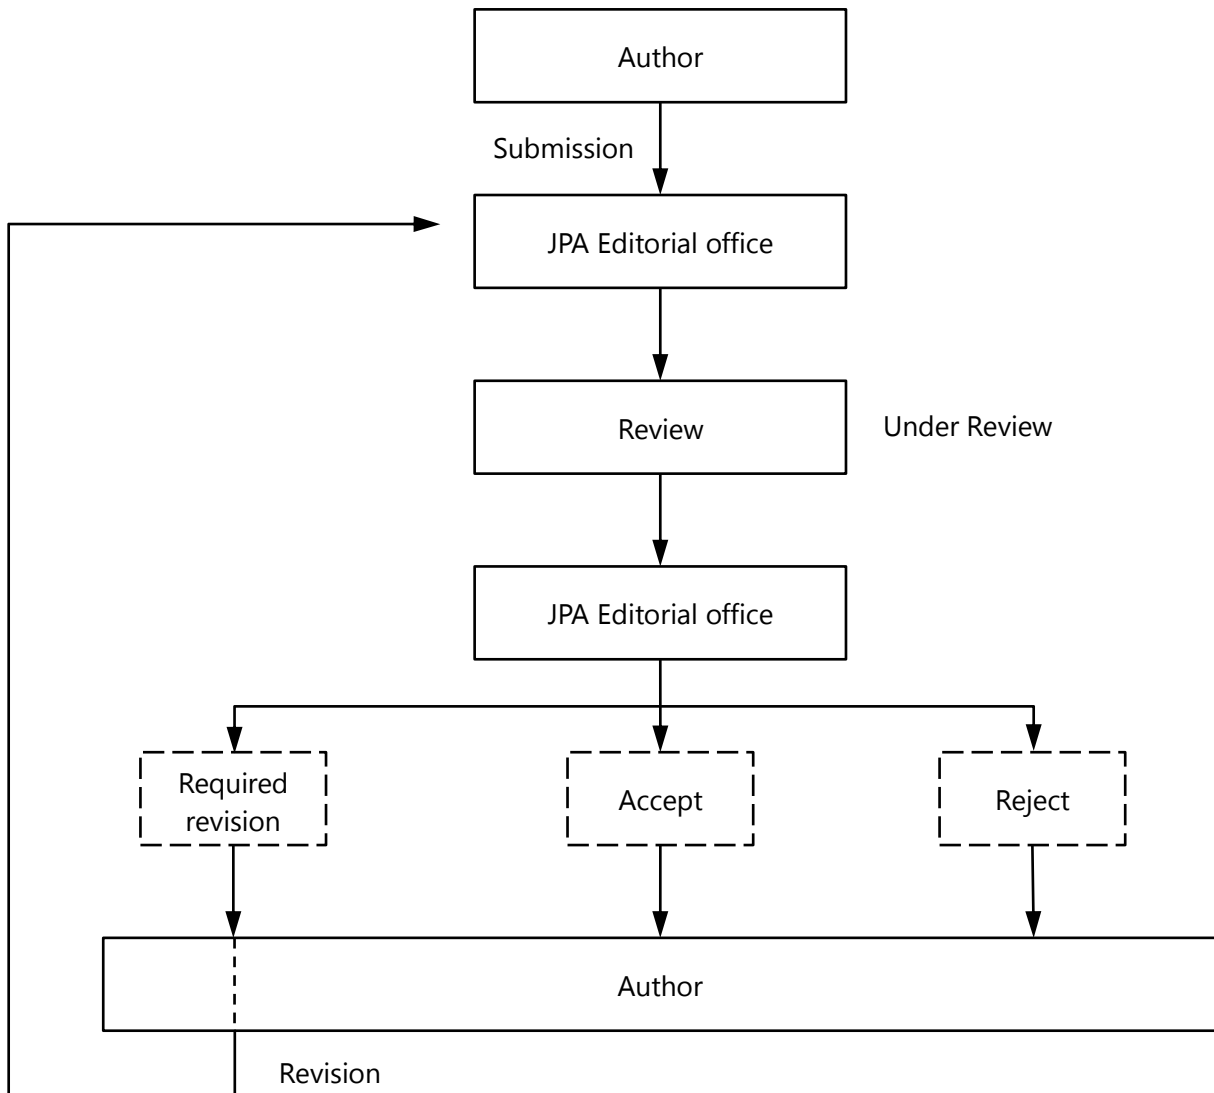 Author
Submission
JPA Editorial office
Review
Under Review
JPA Editorial office
Required
revision
Accept
Reject
Author
Revision